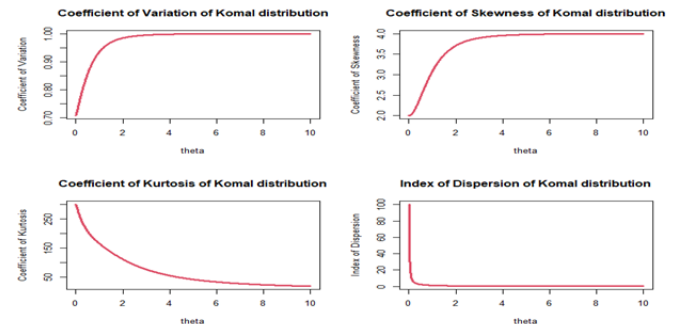 Coefficient of Variation of Komal distribution
Coefficient of Variation
0.70 0.80 0.90 1.00
0 2 4 6 8 10
theta
Coefficient of Skewness of Komal distribution
Coefficient of Skewness
2.0 2.5 3.0 3.5 4.0
0 2 4 6 8 10
theta
Coefficient of Kurtosis of Komal distribution
Coefficient of Kurtosis
50 150 250
0 2 4 6 8 10
theta
Index of Dispersion of Komal distribution
Index of Dispersion
0 20 40 60 80 100
0 2 4 6 8 10
theta